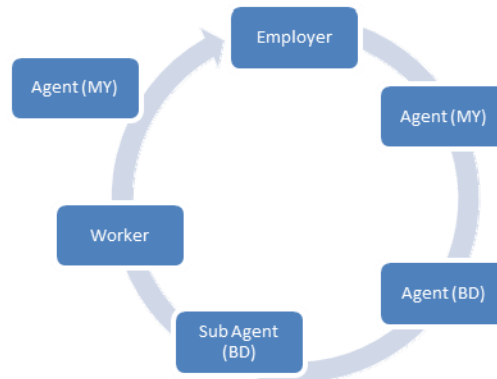 Employer
Agent (MY)
Agent (BD)
Sub Agent
(BD)
Worker
Agent (MY)